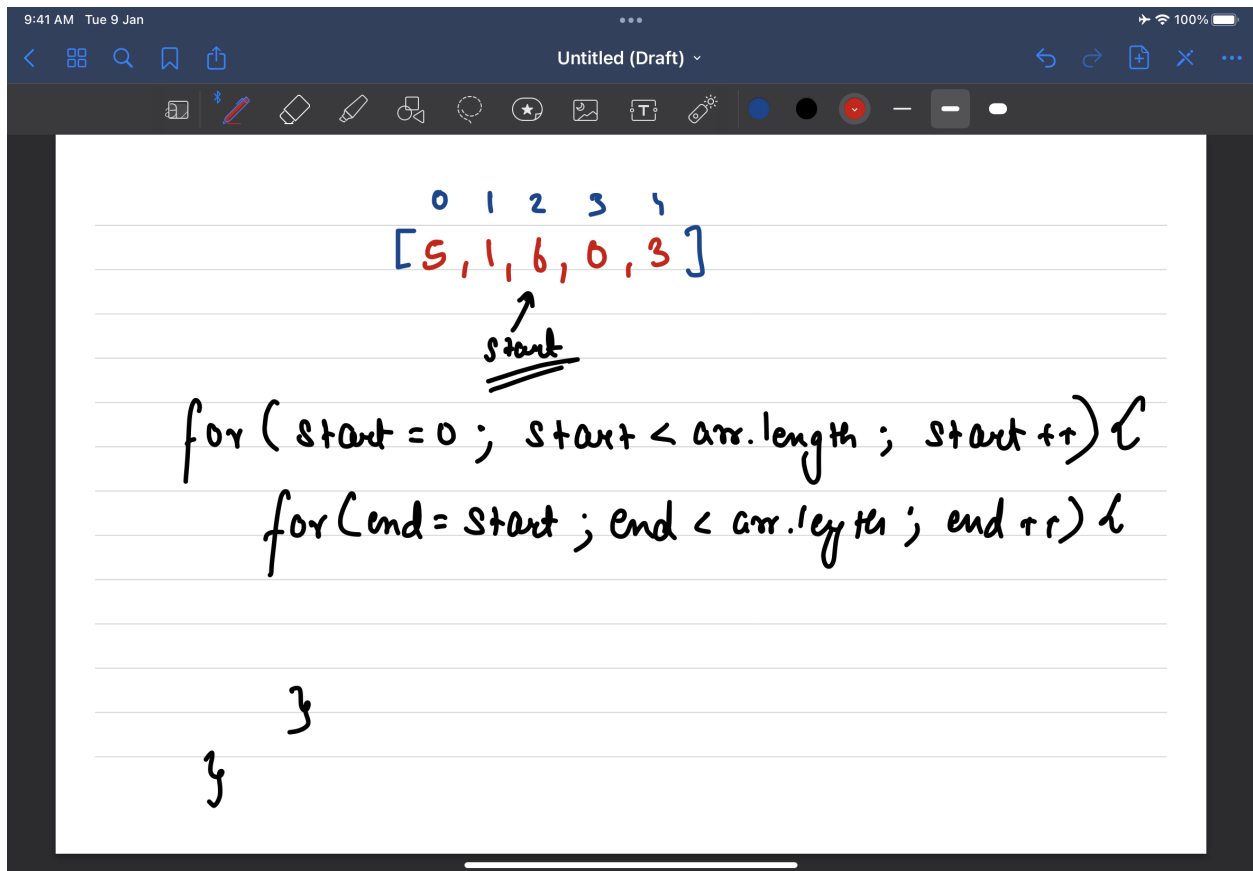 9:41 AM Tue 9 Jan
100%
Untitled (Draft)
T
0 1 2 3 4
[5, 1, 6, 0, 3]
start
for( start = 0 ; start < arr.length ; start ++) {
for(end = start ; end < arr.length ; end ++) {
}
}